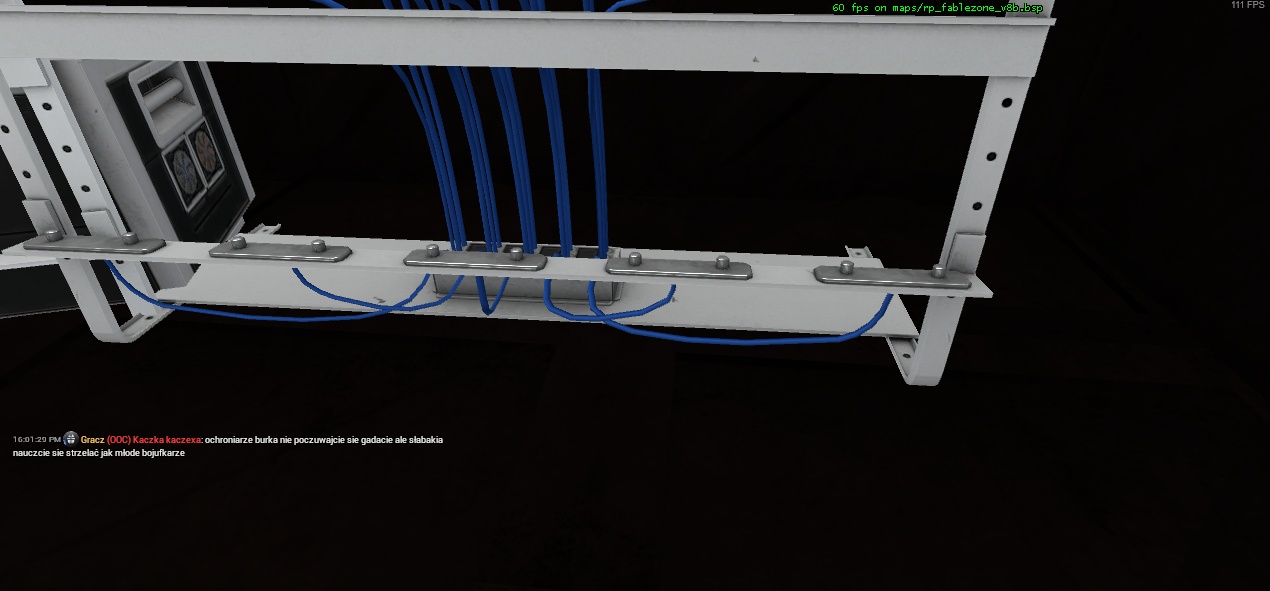 60 fps on maps/rp_fablezone_v8b.bsp
111 FPS
16:01:29 PM Gracz (OOC) Kaczka kaczexa: ochroniarze burka nie poczuwajcie sie gadacie ale słabakia
nauczcie sie strzelać jak młode bojufkarze